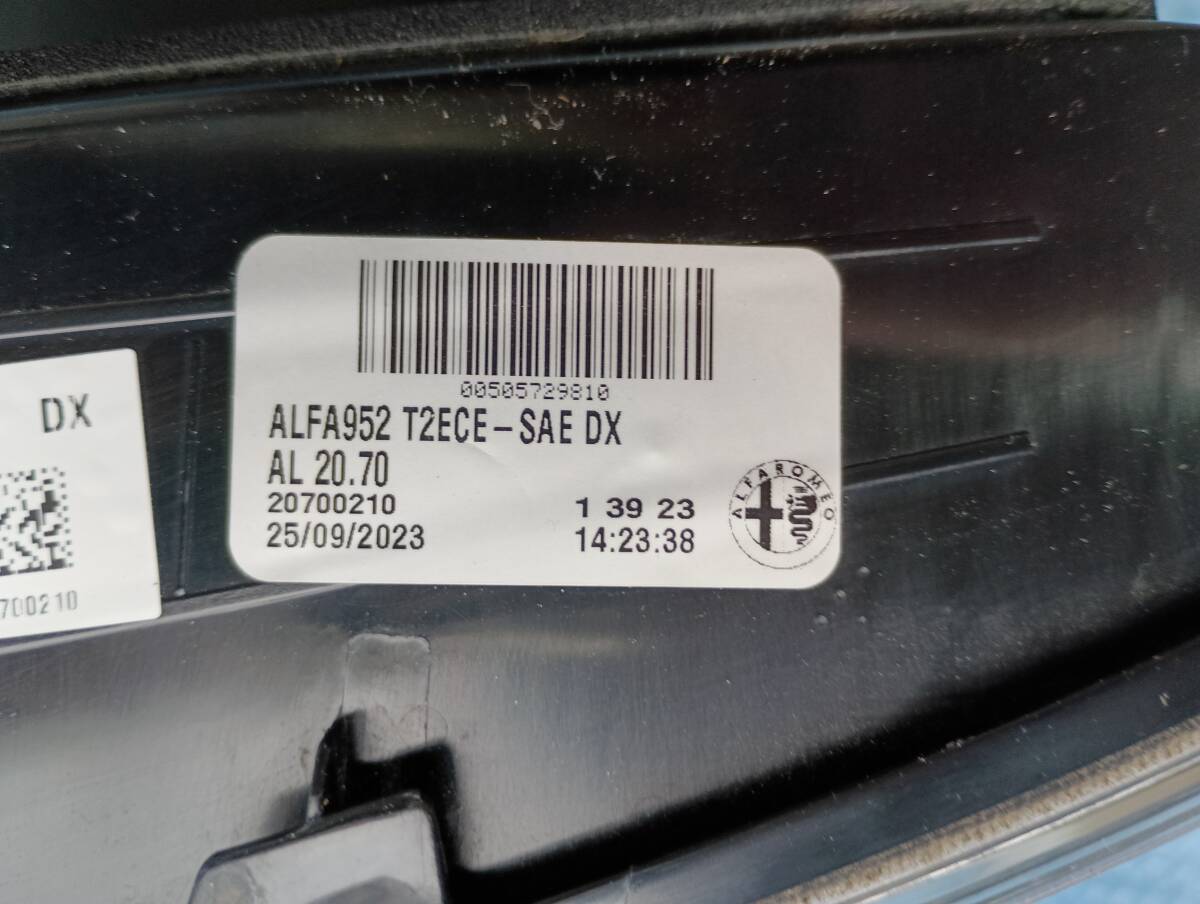 DX
700210
00505729810
ALFA952 T2ECE-SAE DX
AL 20.70
20700210 1 39 23
25/09/2023 14:23:38
ALFA ROMEO